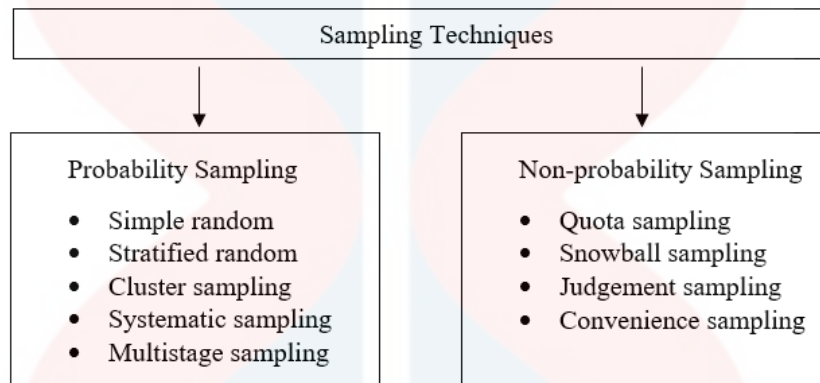 Sampling Techniques
Probability Sampling
• Simple random
• Stratified random
• Cluster sampling
• Systematic sampling
• Multistage sampling
Non-probability Sampling
• Quota sampling
• Snowball sampling
• Judgement sampling
• Convenience sampling